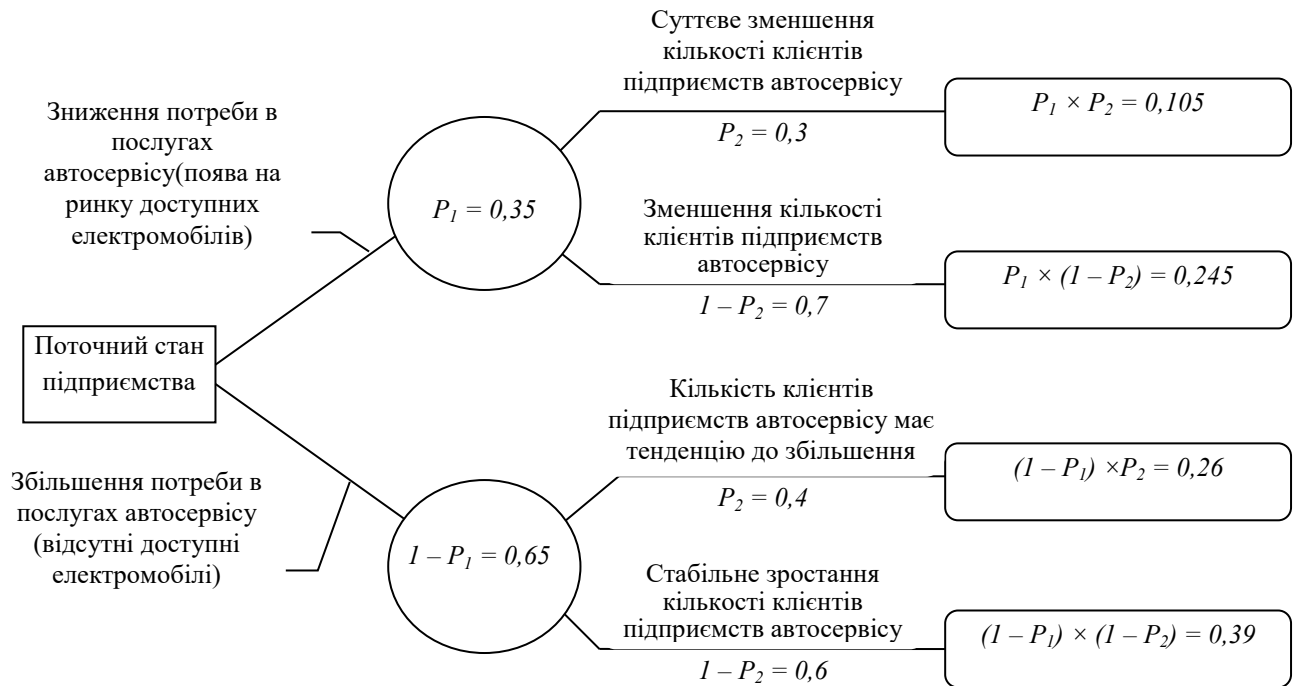 Суттєве зменшення
кількості клієнтів
підприємств автосервісу
P₂ = 0,3
P₁ × P₂ = 0,105
Зниження потреби в
послугах
автосервісу(поява на
ринку доступних
електромобілів)
P₁ = 0,35
Зменшення кількості
клієнтів підприємств
автосервісу
1 – P₂ = 0,7
P₁ × (1 – P₂) = 0,245
Поточний стан
підприємства
Кількість клієнтів
підприємств автосервісу має
тенденцію до збільшення
P₂ = 0,4
(1 – P₁) ×P₂ = 0,26
Збільшення потреби в
послугах автосервісу
(відсутні доступні
електромобілі)
1 – P₁ = 0,65
Стабільне зростання
кількості клієнтів
підприємств автосервісу
1 – P₂ = 0,6
(1 – P₁) × (1 – P₂) = 0,39